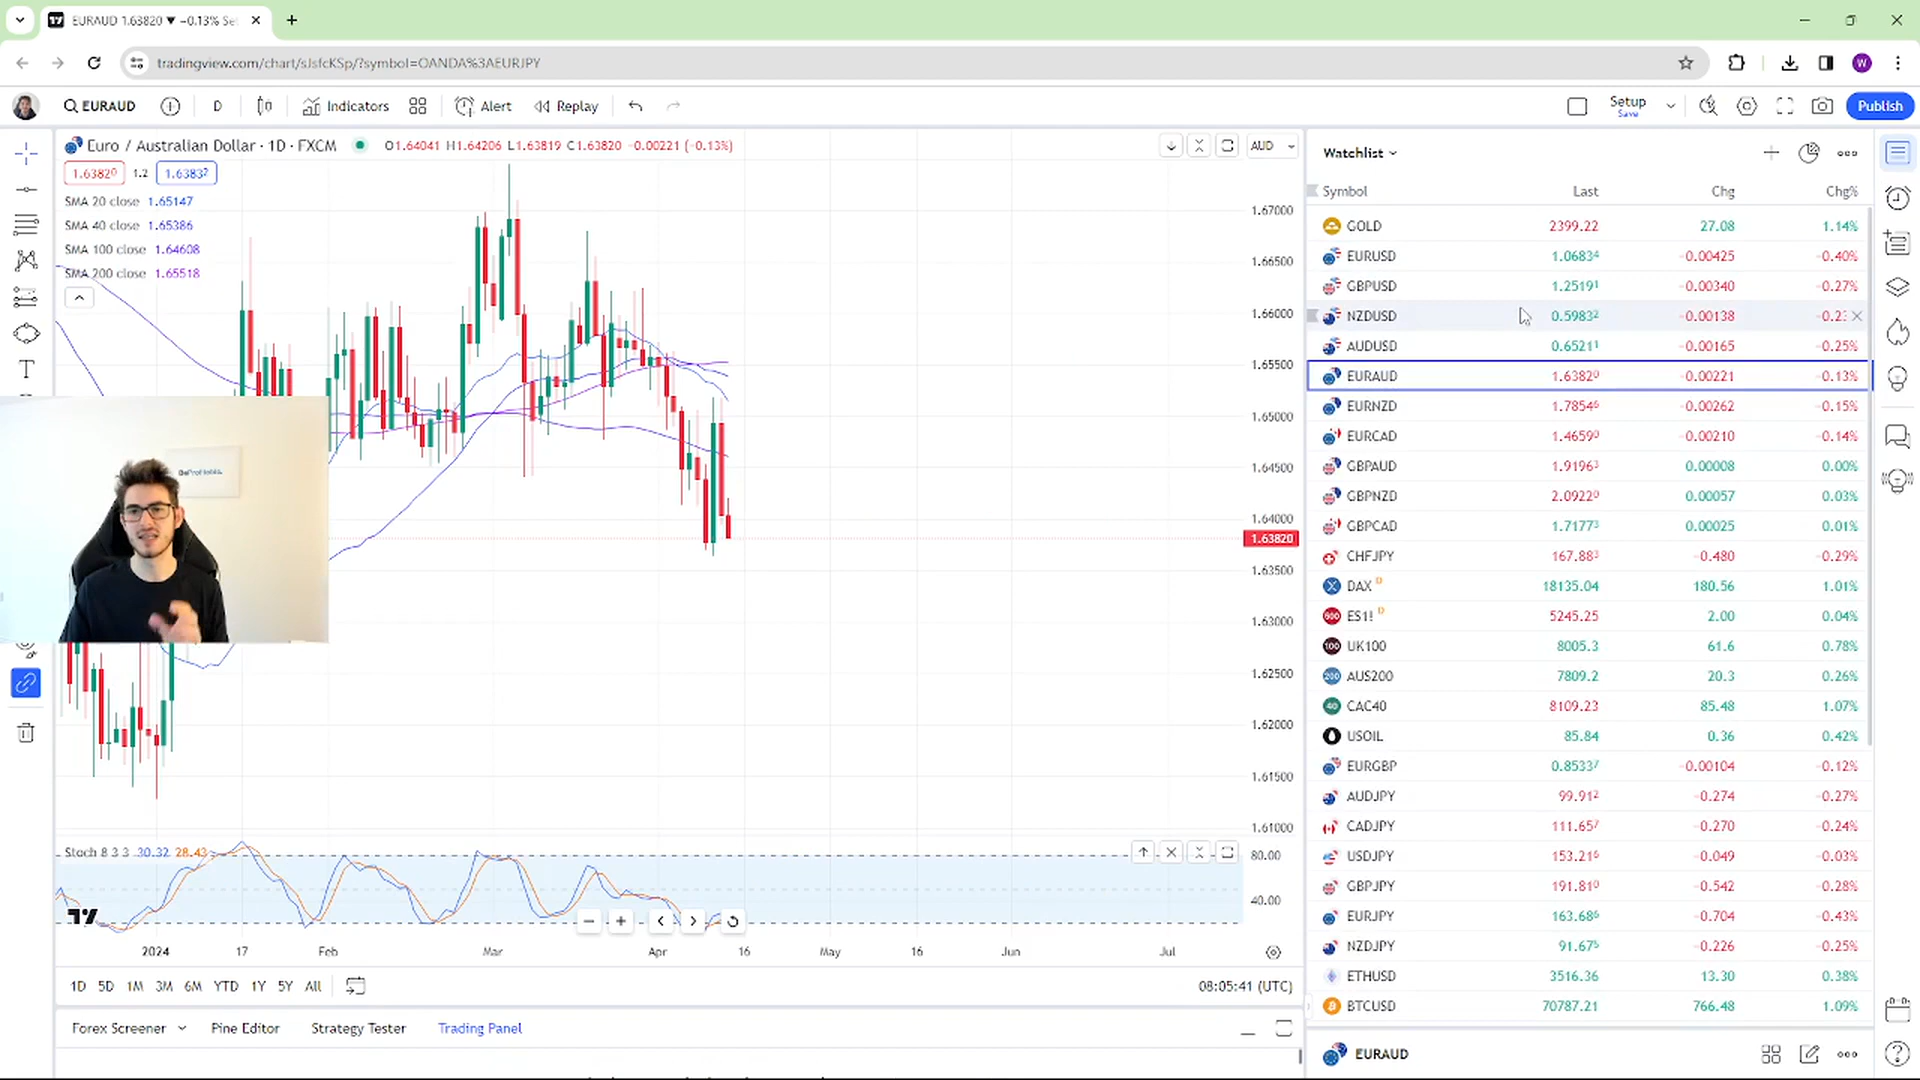 EURAUD 1.63820 ▼ −0.13% Se
tradingview.com/chart/sJsfcKSp/?symbol=OANDA%3AEURJPY
W
EURAUD
D
Indicators
Alert
Replay
Setup
Save
Publish
Euro / Australian Dollar · 1D · FXCM
O1.64041 H1.64206 L1.63819 C1.63820 -0.00221 (-0.13%)
AUD
1.63820
1.2
1.63832
SMA 20 close 1.65147
SMA 40 close 1.65386
SMA 100 close 1.64608
SMA 200 close 1.65518
1.67000
1.66500
1.66000
1.65500
1.65000
1.64500
1.64000
1.63820
1.63500
1.63000
1.62500
1.62000
1.61500
1.61000
Stoch 8 3 3 30.32 28.43
80.00
40.00
2024 17 Feb Mar Apr 16 May 16 Jun Jul
1D 5D 1M 3M 6M YTD 1Y 5Y All
08:05:41 (UTC)
Forex Screener
Pine Editor
Strategy Tester
Trading Panel
Watchlist
Symbol Last Chg Chg%
GOLD 2399.22 27.08 1.14%
EURUSD 1.06834 -0.00425 -0.40%
GBPUSD 1.25191 -0.00340 -0.27%
NZDUSD 0.59832 -0.00138 -0.23
AUDUSD 0.65211 -0.00165 -0.25%
EURAUD 1.63820 -0.00221 -0.13%
EURNZD 1.78546 -0.00262 -0.15%
EURCAD 1.46590 -0.00210 -0.14%
GBPAUD 1.91963 0.00008 0.00%
GBPNZD 2.09220 0.00057 0.03%
GBPCAD 1.71773 0.00025 0.01%
CHFJPY 167.883 -0.480 -0.29%
DAX D 18135.04 180.56 1.01%
ES1! D 5245.25 2.00 0.04%
UK100 8005.3 61.6 0.78%
AUS200 7809.2 20.3 0.26%
CAC40 8109.23 85.48 1.07%
USOIL 85.84 0.36 0.42%
EURGBP 0.85337 -0.00104 -0.12%
AUDJPY 99.912 -0.274 -0.27%
CADJPY 111.657 -0.270 -0.24%
USDJPY 153.216 -0.049 -0.03%
GBPJPY 191.810 -0.542 -0.28%
EURJPY 163.686 -0.704 -0.43%
NZDJPY 91.675 -0.226 -0.25%
ETHUSD 3516.36 13.30 0.38%
BTCUSD 70787.21 766.48 1.09%
EURAUD